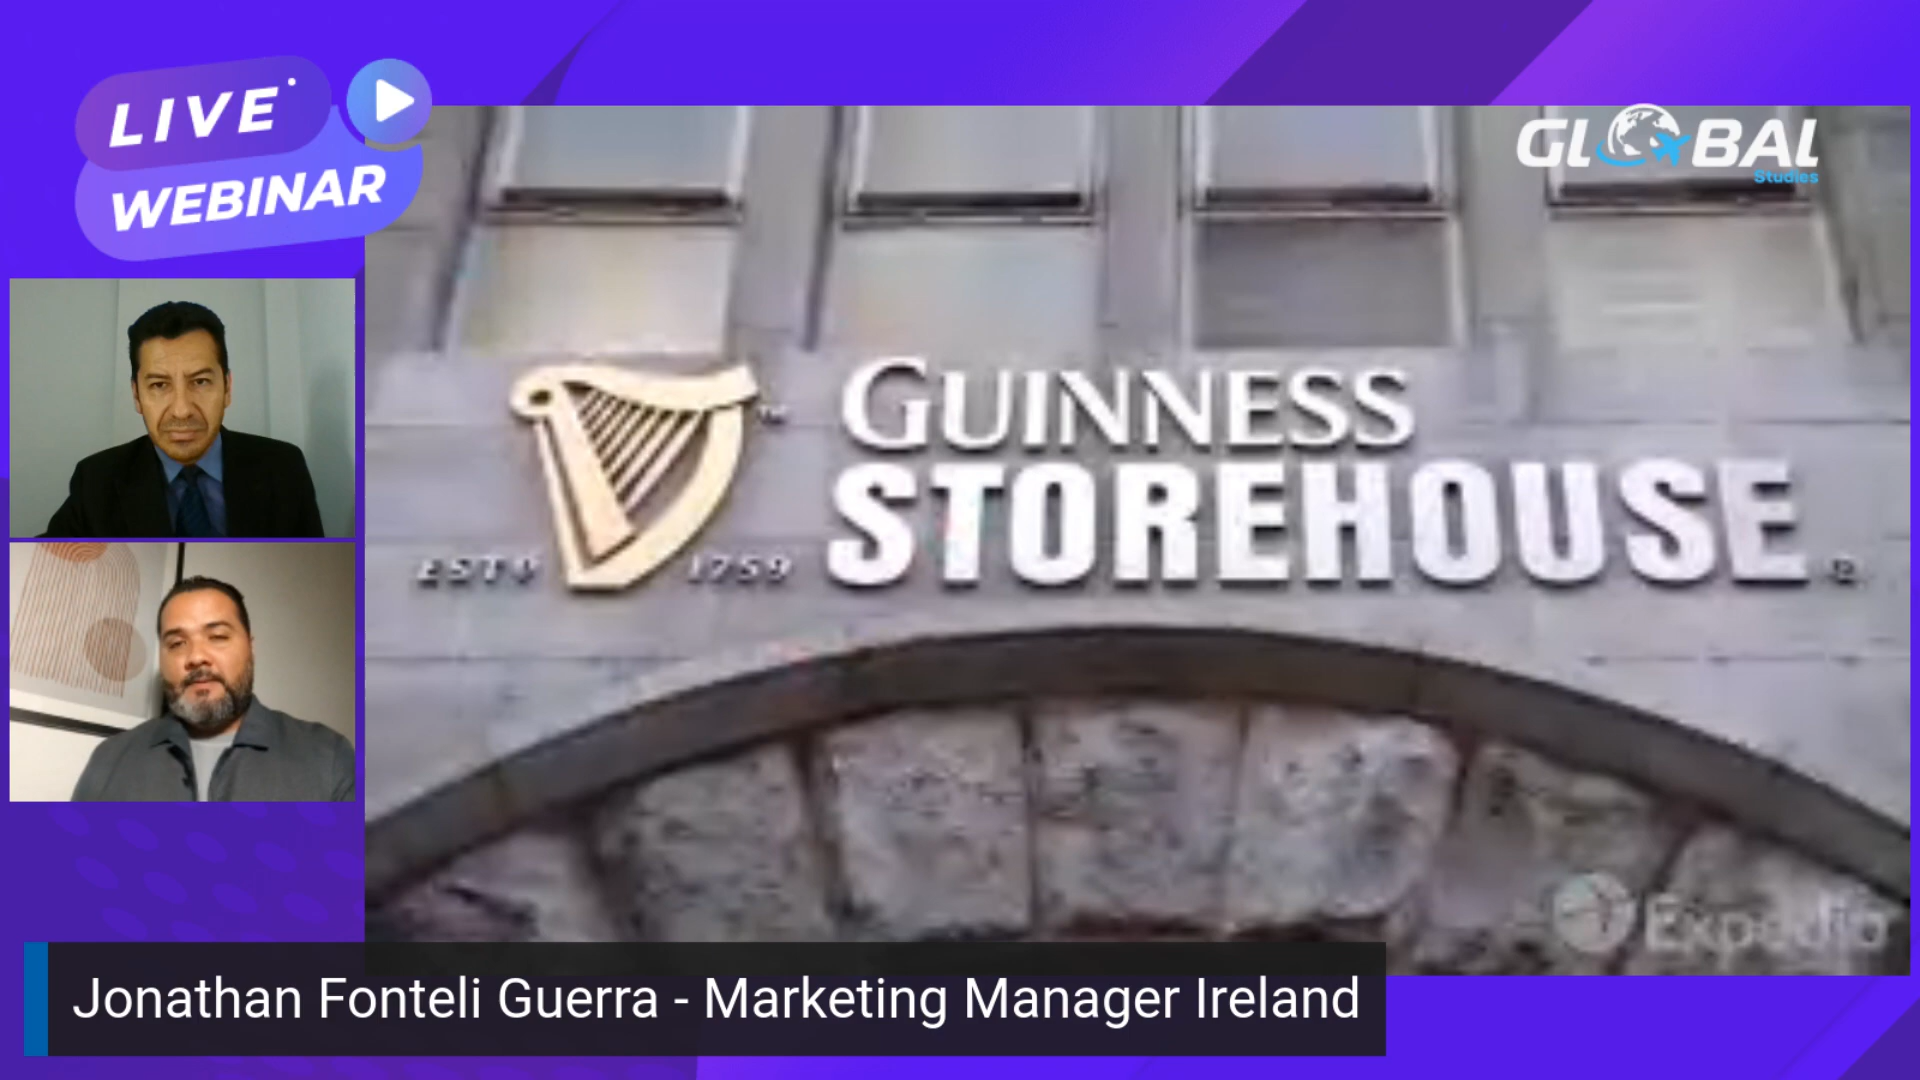 LIVE
WEBINAR
GLOBAL
Studies
GUINNESS
STOREHOUSE
ESTD 1759
Expedia
Jonathan Fonteli Guerra - Marketing Manager Ireland